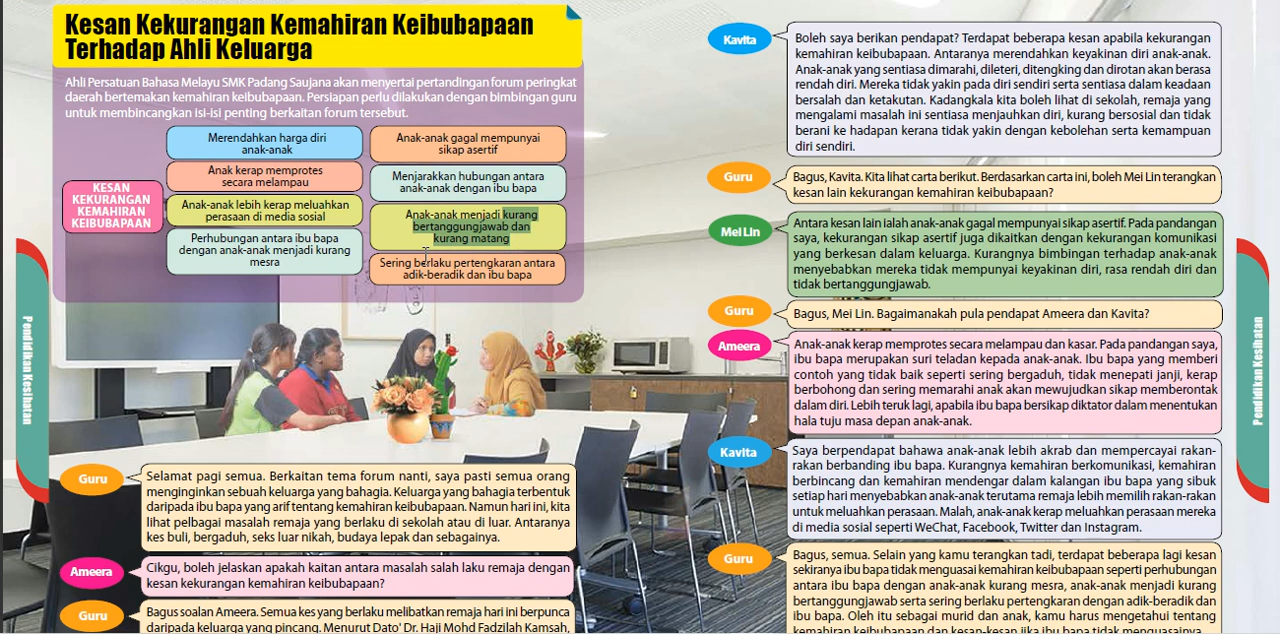 Kesan Kekurangan Kemahiran Keibubapaan
Terhadap Ahli Keluarga
Ahli Persatuan Bahasa Melayu SMK Padang Saujana akan menyertai pertandingan forum peringkat
daerah bertemakan kemahiran keibubapaan. Persiapan perlu dilakukan dengan bimbingan guru
untuk membincangkan isi-isi penting berkaitan forum tersebut.
KESAN
KEKURANGAN
KEMAHIRAN
KEIBUBAPAAN
Merendahkan harga diri
anak-anak
Anak kerap memprotes
secara melampau
Anak-anak lebih kerap meluahkan
perasaan di media sosial
Perhubungan antara ibu bapa
dengan anak-anak menjadi kurang
mesra
Anak-anak gagal mempunyai
sikap asertif
Menjarakkan hubungan antara
anak-anak dengan ibu bapa
Anak-anak menjadi kurang
bertanggungjawab dan
kurang matang
Sering berlaku pertengkaran antara
adik-beradik dan ibu bapa
Pendidikan Kesihatan
Guru
Selamat pagi semua. Berkaitan tema forum nanti, saya pasti semua orang
menginginkan sebuah keluarga yang bahagia. Keluarga yang bahagia terbentuk
daripada ibu bapa yang arif tentang kemahiran keibubapaan. Namun hari ini, kita
lihat pelbagai masalah remaja yang berlaku di sekolah atau di luar. Antaranya
kes buli, bergaduh, seks luar nikah, budaya lepak dan sebagainya.
Ameera
Cikgu, boleh jelaskan apakah kaitan antara masalah salah laku remaja dengan
kesan kekurangan kemahiran keibubapaan?
Guru
Bagus soalan Ameera. Semua kes yang berlaku melibatkan remaja hari ini berpunca
daripada keluarga yang pincang. Menurut Dato' Dr. Haji Mohd Fadzilah Kamsah,
Kavita
Boleh saya berikan pendapat? Terdapat beberapa kesan apabila kekurangan
kemahiran keibubapaan. Antaranya merendahkan keyakinan diri anak-anak.
Anak-anak yang sentiasa dimarahi, dileteri, ditengking dan dirotan akan berasa
rendah diri. Mereka tidak yakin pada diri sendiri serta sentiasa dalam keadaan
bersalah dan ketakutan. Kadangkala kita boleh lihat di sekolah, remaja yang
mengalami masalah ini sentiasa menjauhkan diri, kurang bersosial dan tidak
berani ke hadapan kerana tidak yakin dengan kebolehan serta kemampuan
diri sendiri.
Guru
Bagus, Kavita. Kita lihat carta berikut. Berdasarkan carta ini, boleh Mei Lin terangkan
kesan lain kekurangan kemahiran keibubapaan?
Mei Lin
Antara kesan lain ialah anak-anak gagal mempunyai sikap asertif. Pada pandangan
saya, kekurangan sikap asertif juga dikaitkan dengan kekurangan komunikasi
yang berkesan dalam keluarga. Kurangnya bimbingan terhadap anak-anak
menyebabkan mereka tidak mempunyai keyakinan diri, rasa rendah diri dan
tidak bertanggungjawab.
Guru
Bagus, Mei Lin. Bagaimanakah pula pendapat Ameera dan Kavita?
Ameera
Anak-anak kerap memprotes secara melampau dan kasar. Pada pandangan saya,
ibu bapa merupakan suri teladan kepada anak-anak. Ibu bapa yang memberi
contoh yang tidak baik seperti sering bergaduh, tidak menepati janji, kerap
berbohong dan sering memarahi anak akan mewujudkan sikap memberontak
dalam diri. Lebih teruk lagi, apabila ibu bapa bersikap diktator dalam menentukan
hala tuju masa depan anak-anak.
Kavita
Saya berpendapat bahawa anak-anak lebih akrab dan mempercayai rakan-
rakan berbanding ibu bapa. Kurangnya kemahiran berkomunikasi, kemahiran
berbincang dan kemahiran mendengar dalam kalangan ibu bapa yang sibuk
setiap hari menyebabkan anak-anak terutama remaja lebih memilih rakan-rakan
untuk meluahkan perasaan. Malah, anak-anak kerap meluahkan perasaan mereka
di media sosial seperti WeChat, Facebook, Twitter dan Instagram.
Guru
Bagus, semua. Selain yang kamu terangkan tadi, terdapat beberapa lagi kesan
sekiranya ibu bapa tidak menguasai kemahiran keibubapaan seperti perhubungan
antara ibu bapa dengan anak-anak kurang mesra, anak-anak menjadi kurang
bertanggungjawab serta sering berlaku pertengkaran dengan adik-beradik dan
ibu bapa. Oleh itu sebagai murid dan anak, kamu harus mengetahui tentang
kemahiran keibubapaan dan kesan-kesan jika ibu bapa tidak menguasainya.
Pendidikan Kesihatan